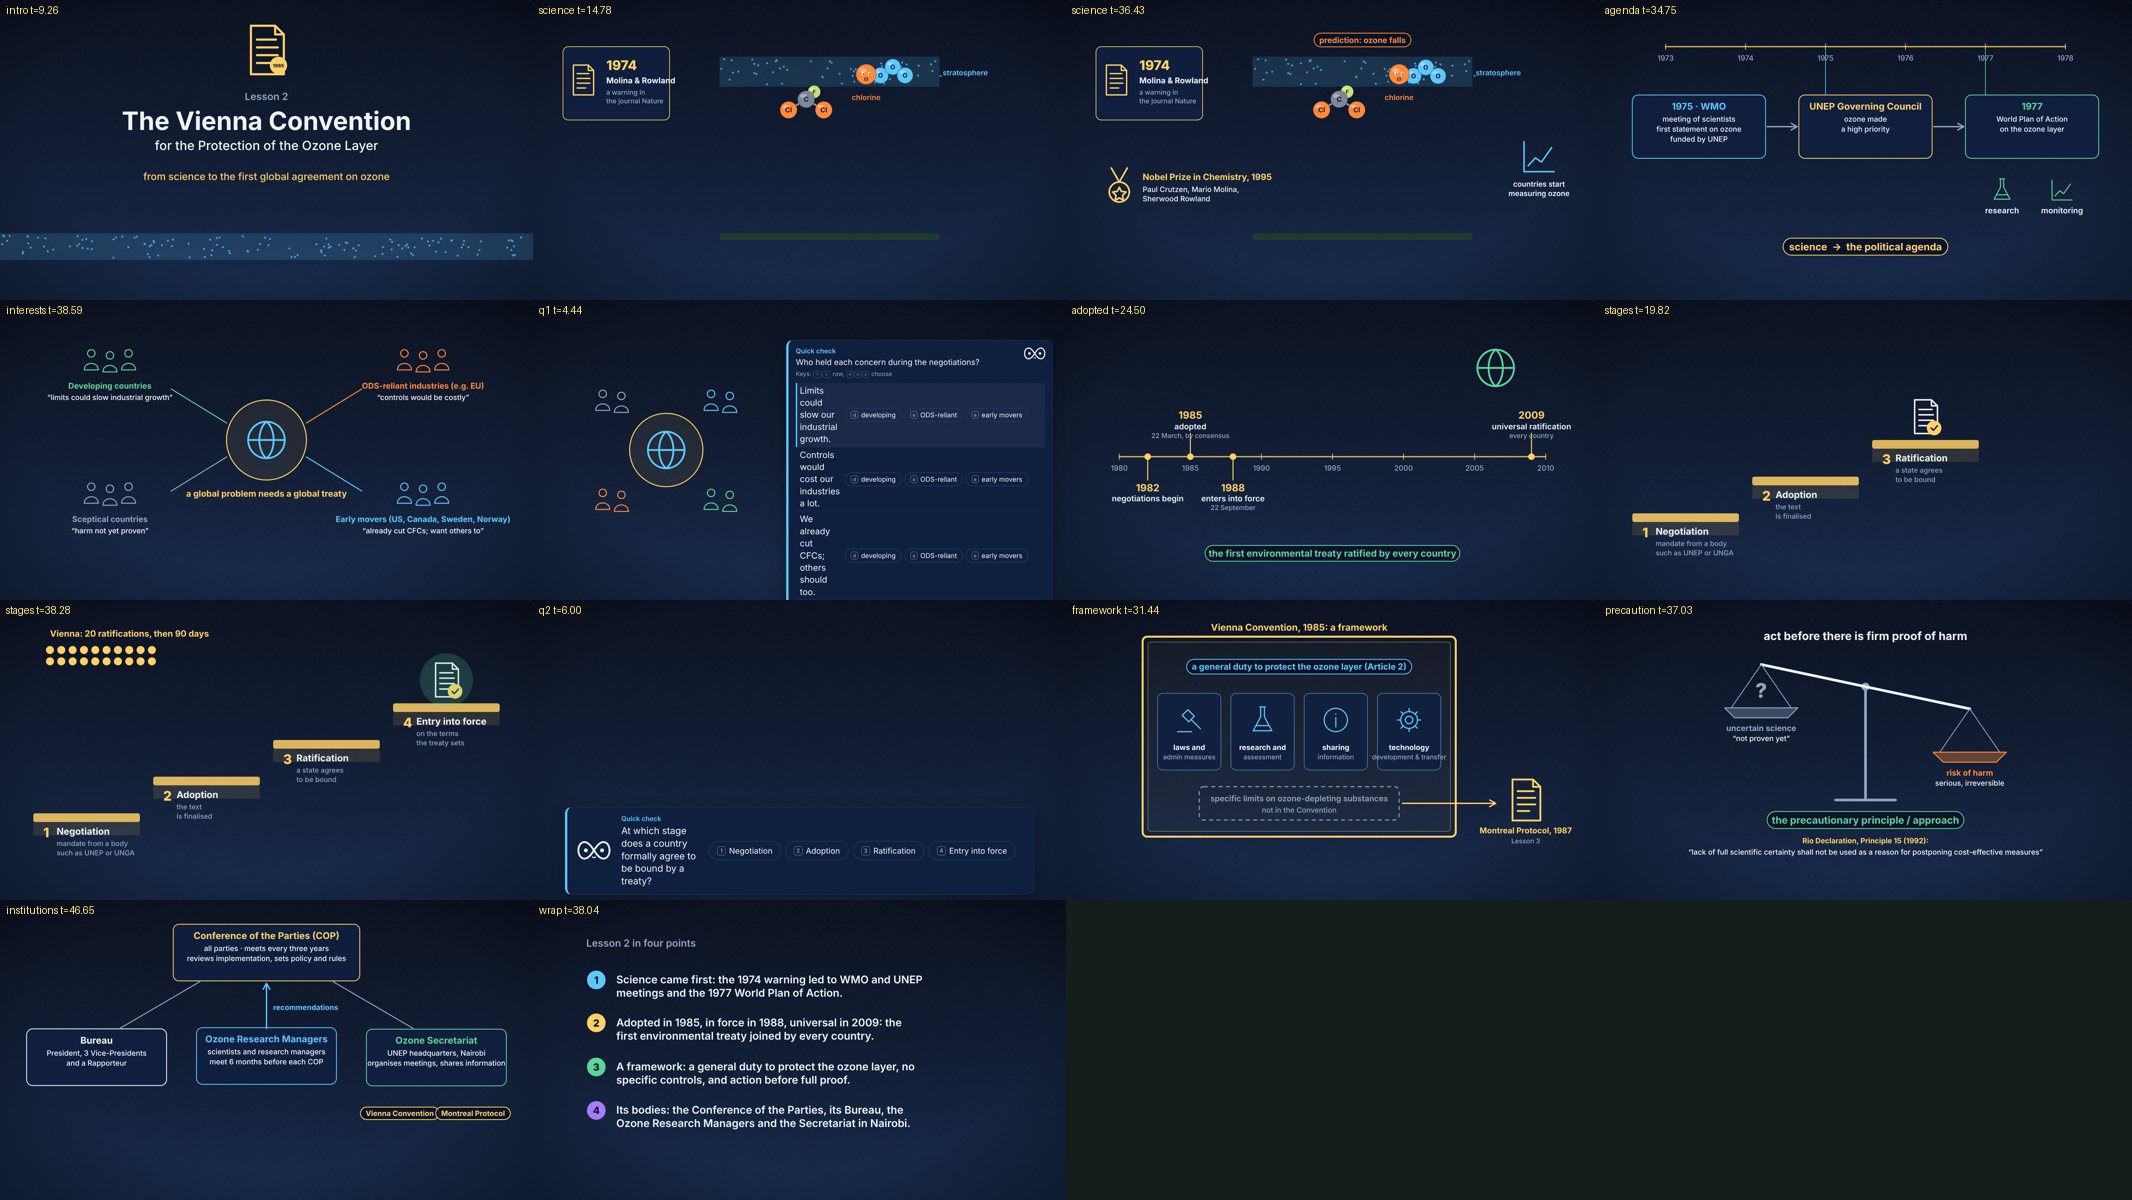 intro t=9.26
1985
Lesson 2
The Vienna Convention
for the Protection of the Ozone Layer
from science to the first global agreement on ozone
science t=14.78
1974
Molina & Rowland
a warning in
the journal Nature
stratosphere
chlorine
Cl
O
O
O
F
C
Cl
Cl
science t=36.43
prediction: ozone falls
1974
Molina & Rowland
a warning in
the journal Nature
stratosphere
chlorine
Cl
O
O
O
F
C
Cl
Cl
Nobel Prize in Chemistry, 1995
Paul Crutzen, Mario Molina,
Sherwood Rowland
countries start
measuring ozone
agenda t=34.75
1973
1974
1975
1976
1977
1978
1975 · WMO
meeting of scientists
first statement on ozone
funded by UNEP
UNEP Governing Council
ozone made
a high priority
1977
World Plan of Action
on the ozone layer
research
monitoring
science → the political agenda
interests t=38.59
Developing countries
“limits could slow industrial growth”
ODS-reliant industries (e.g. EU)
“controls would be costly”
a global problem needs a global treaty
Sceptical countries
“harm not yet proven”
Early movers (US, Canada, Sweden, Norway)
“already cut CFCs; want others to”
q1 t=4.44
Quick check
Who held each concern during the negotiations?
Keys: row, choose
Limits
could
slow our
industrial
growth.
d developing
o ODS-reliant
e early movers
Controls
would
cost our
industries
a lot.
d developing
o ODS-reliant
e early movers
We
already
cut
CFCs;
others
should
too.
d developing
o ODS-reliant
e early movers
adopted t=24.50
1985
adopted
22 March, by consensus
2009
universal ratification
every country
1980
1985
1990
1995
2000
2005
2010
1982
negotiations begin
1988
enters into force
22 September
the first environmental treaty ratified by every country
stages t=19.82
3 Ratification
a state agrees
to be bound
2 Adoption
the text
is finalised
1 Negotiation
mandate from a body
such as UNEP or UNGA
stages t=38.28
Vienna: 20 ratifications, then 90 days
4 Entry into force
on the terms
the treaty sets
3 Ratification
a state agrees
to be bound
2 Adoption
the text
is finalised
1 Negotiation
mandate from a body
such as UNEP or UNGA
q2 t=6.00
Quick check
At which stage
does a country
formally agree to
be bound by a
treaty?
1 Negotiation
2 Adoption
3 Ratification
4 Entry into force
framework t=31.44
Vienna Convention, 1985: a framework
a general duty to protect the ozone layer (Article 2)
laws and
admin measures
research and
assessment
sharing
information
technology
development & transfer
specific limits on ozone-depleting substances
not in the Convention
Montreal Protocol, 1987
Lesson 3
precaution t=37.03
act before there is firm proof of harm
?
uncertain science
“not proven yet”
risk of harm
serious, irreversible
the precautionary principle / approach
Rio Declaration, Principle 15 (1992):
“lack of full scientific certainty shall not be used as a reason for postponing cost-effective measures”
institutions t=46.65
Conference of the Parties (COP)
all parties · meets every three years
reviews implementation, sets policy and rules
recommendations
Bureau
President, 3 Vice-Presidents
and a Rapporteur
Ozone Research Managers
scientists and research managers
meet 6 months before each COP
Ozone Secretariat
UNEP headquarters, Nairobi
organises meetings, shares information
Vienna Convention
Montreal Protocol
wrap t=38.04
Lesson 2 in four points
1 Science came first: the 1974 warning led to WMO and UNEP
meetings and the 1977 World Plan of Action.
2 Adopted in 1985, in force in 1988, universal in 2009: the
first environmental treaty joined by every country.
3 A framework: a general duty to protect the ozone layer, no
specific controls, and action before full proof.
4 Its bodies: the Conference of the Parties, its Bureau, the
Ozone Research Managers and the Secretariat in Nairobi.